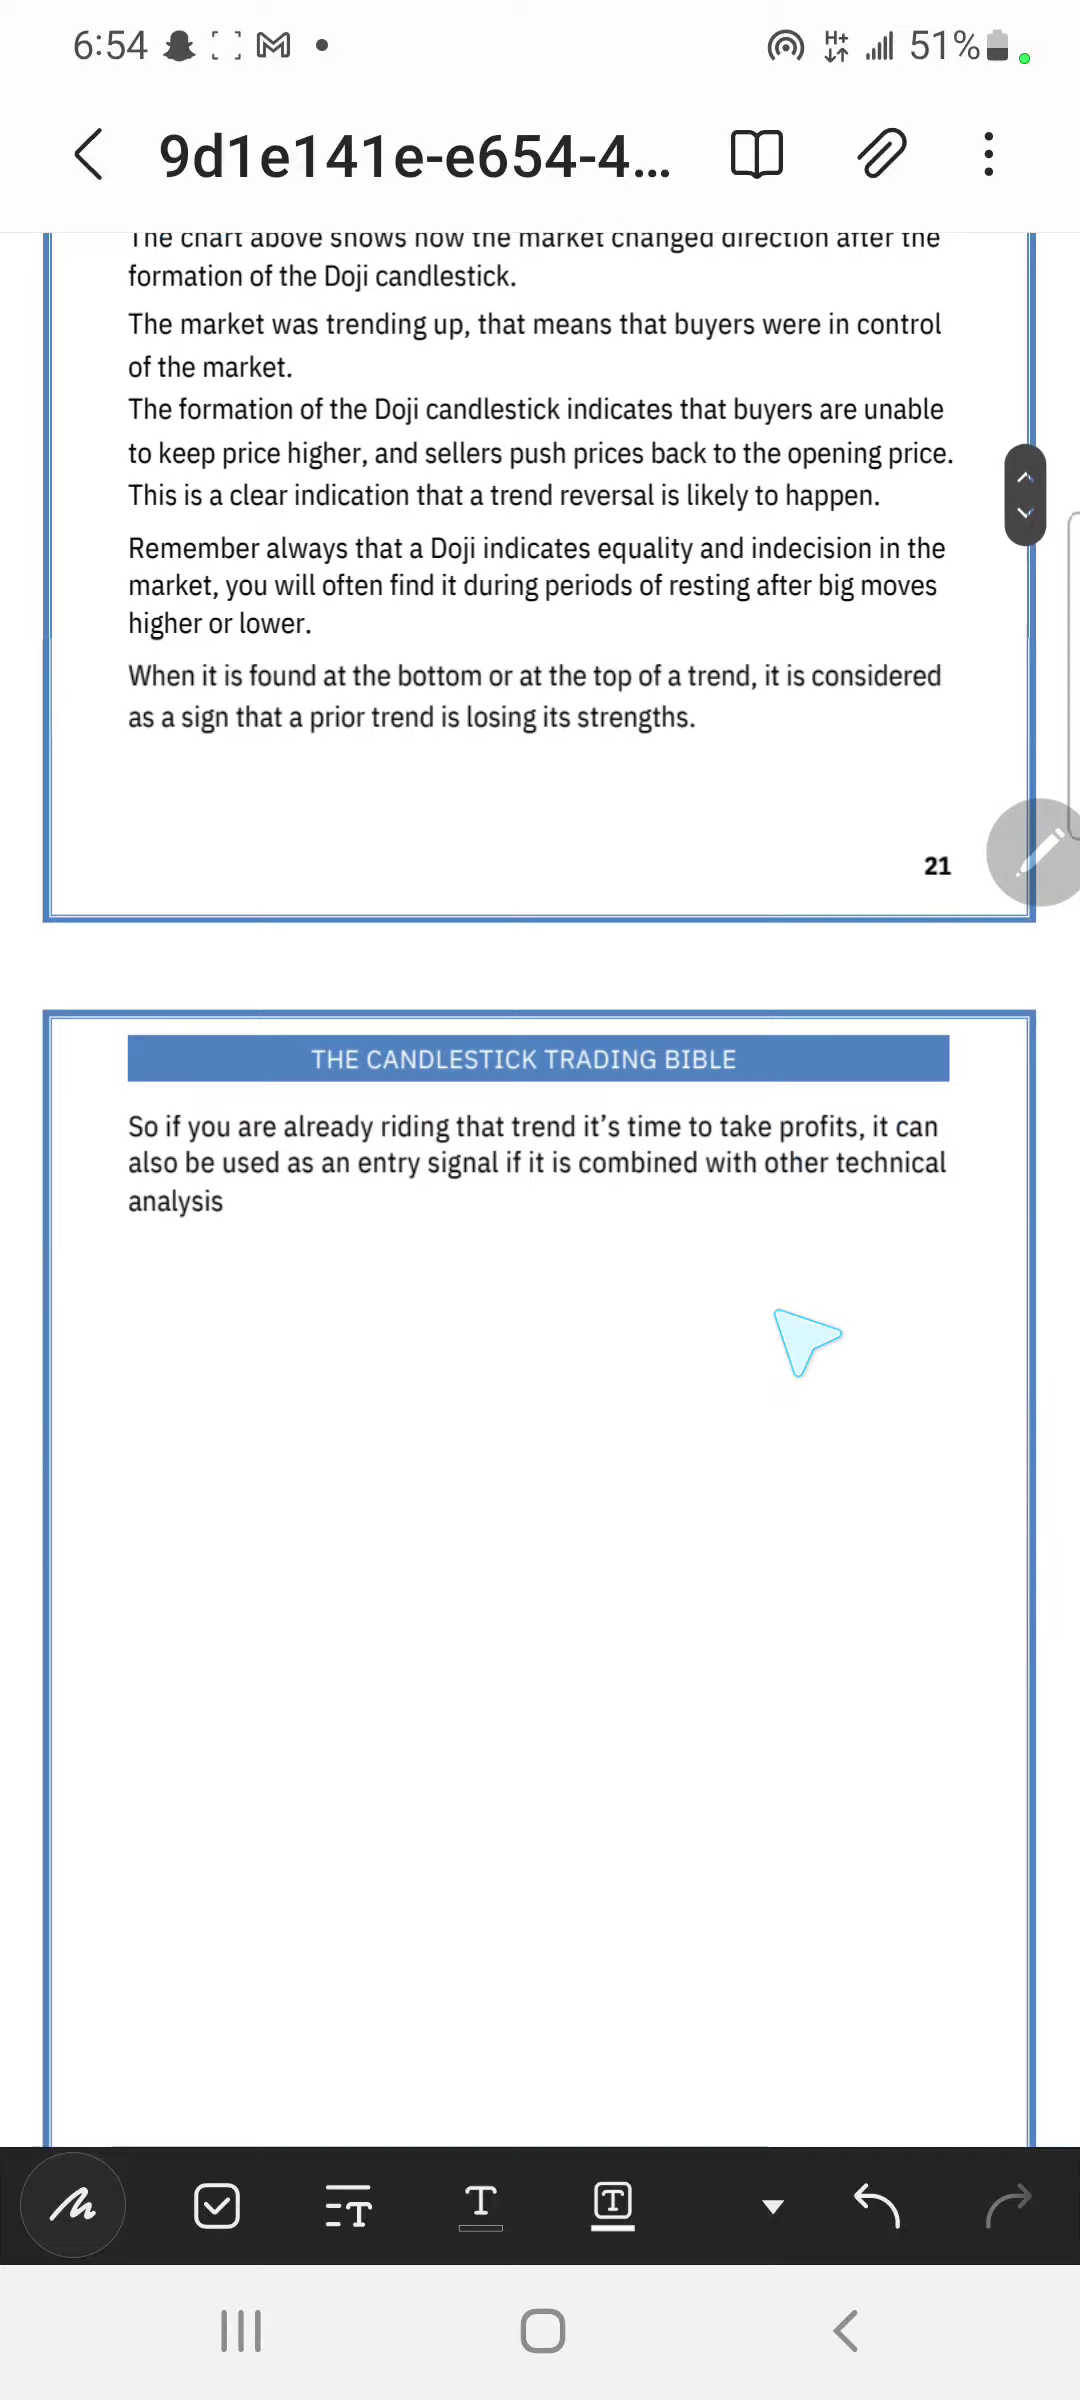 6:54
H+
51%
9d1e141e-e654-4...
The chart above shows how the market changed direction after the
formation of the Doji candlestick.
The market was trending up, that means that buyers were in control
of the market.
The formation of the Doji candlestick indicates that buyers are unable
to keep price higher, and sellers push prices back to the opening price.
This is a clear indication that a trend reversal is likely to happen.
Remember always that a Doji indicates equality and indecision in the
market, you will often find it during periods of resting after big moves
higher or lower.
When it is found at the bottom or at the top of a trend, it is considered
as a sign that a prior trend is losing its strengths.
21
THE CANDLESTICK TRADING BIBLE
So if you are already riding that trend it’s time to take profits, it can
also be used as an entry signal if it is combined with other technical
analysis